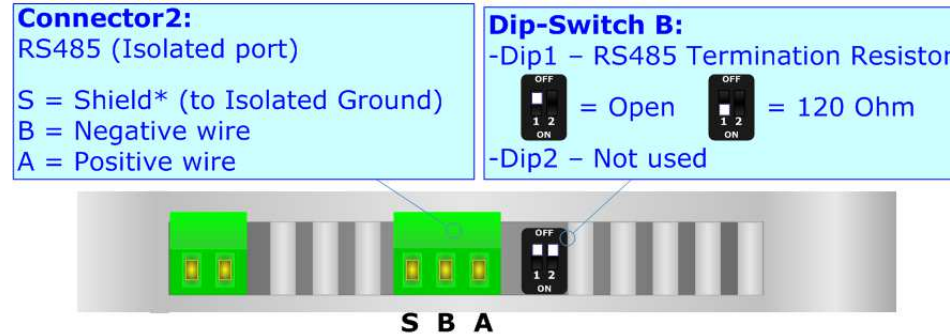 Connector2:
RS485 (Isolated port)
S = Shield* (to Isolated Ground)
B = Negative wire
A = Positive wire
Dip-Switch B:
-Dip1 – RS485 Termination Resistor
OFF
1 2
ON
= Open
OFF
1 2
ON
= 120 Ohm
-Dip2 – Not used
OFF
1 2
ON
S B A